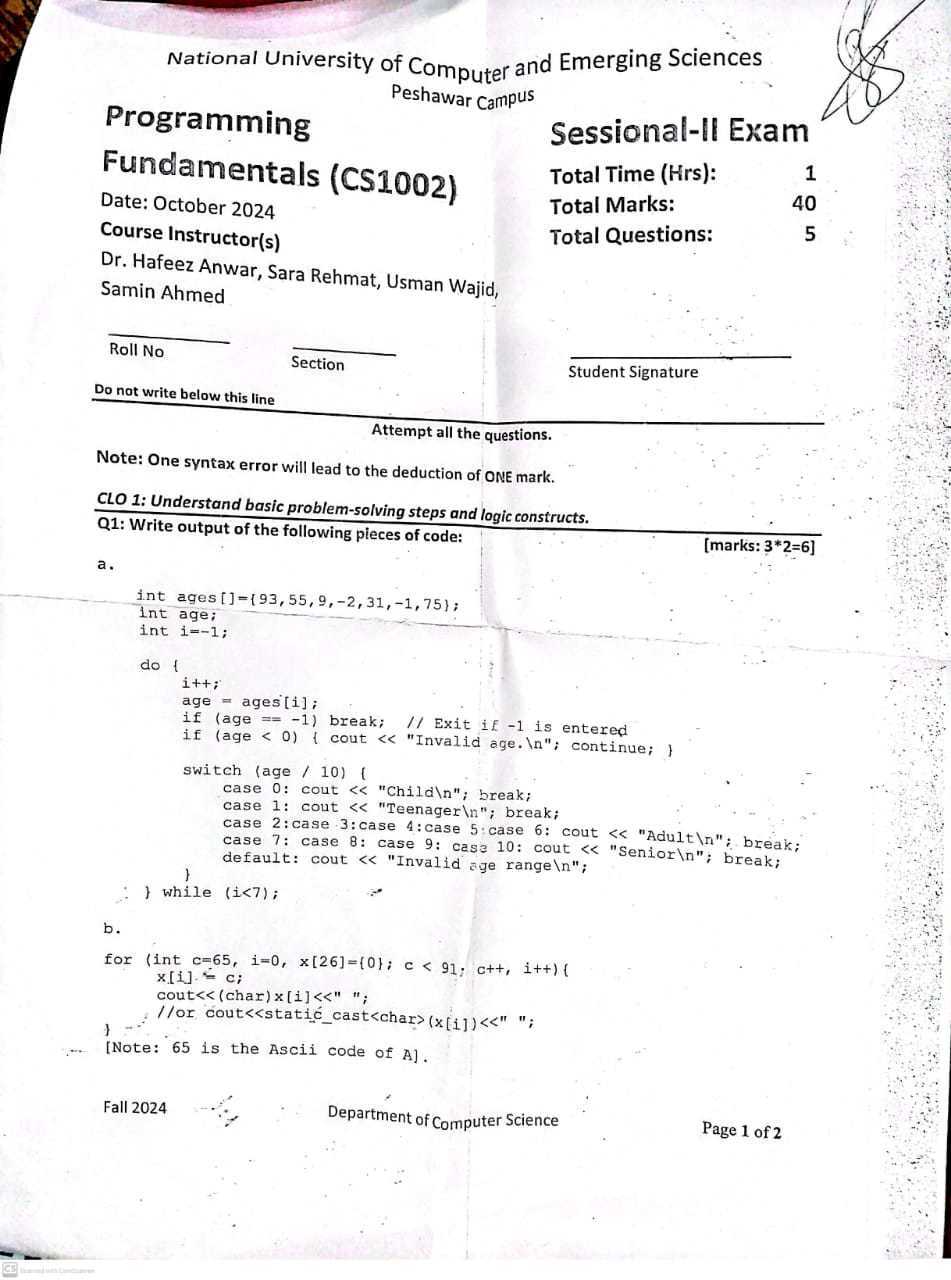 National University of Computer and Emerging Sciences
Peshawar Campus
Programming
Fundamentals (CS1002)
Date: October 2024
Course Instructor(s)
Dr. Hafeez Anwar, Sara Rehmat, Usman Wajid,
Samin Ahmed
Sessional-II Exam
Total Time (Hrs): 1
Total Marks: 40
Total Questions: 5
Roll No
Section
Student Signature
Do not write below this line
Attempt all the questions.
Note: One syntax error will lead to the deduction of ONE mark.
CLO 1: Understand basic problem-solving steps and logic constructs.
Q1: Write output of the following pieces of code:
[marks: 3*2=6]
a.
int ages[]={93,55,9,-2,31,-1,75};
int age;
int i=-1;
do {
i++;
age = ages[i];
if (age == -1) break; // Exit if -1 is entered
if (age < 0) { cout << "Invalid age.\n"; continue; }
switch (age / 10) {
case 0: cout << "Child\n"; break;
case 1: cout << "Teenager\n"; break;
case 2:case 3:case 4:case 5:case 6: cout << "Adult\n"; break;
case 7: case 8: case 9: case 10: cout << "Senior\n"; break;
default: cout << "Invalid age range\n";
}
} while (i<7);
b.
for (int c=65, i=0, x[26]={0}; c < 91; c++, i++){
x[i] = c;
cout<<(char)x[i]<<" ";
//or cout<<static_cast<char>(x[i])<<" ";
}
[Note: 65 is the Ascii code of A].
Fall 2024
Department of Computer Science
Page 1 of 2
CS Scanned with CamScanner